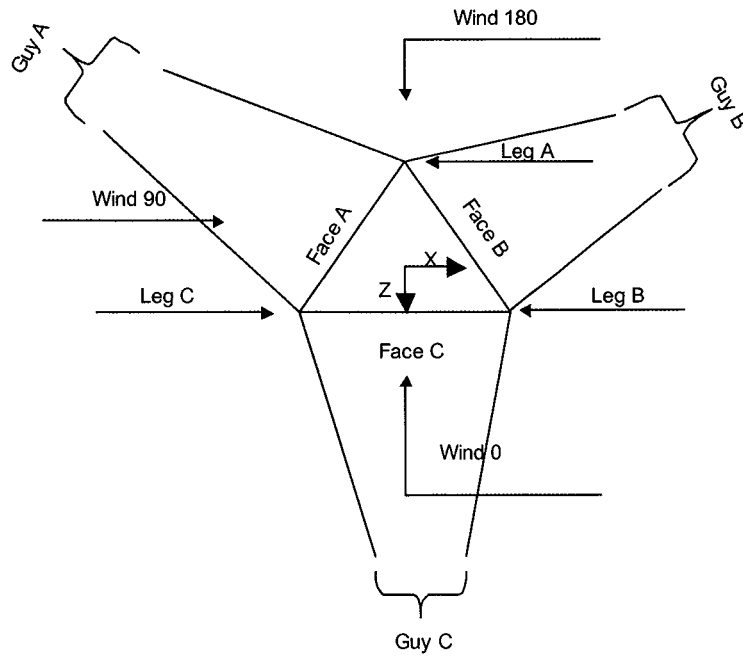 Wind 180
Guy A
Guy B
Leg A
Wind 90
Face A
Face B
X
Z
Leg C
Leg B
Face C
Wind 0
Guy C